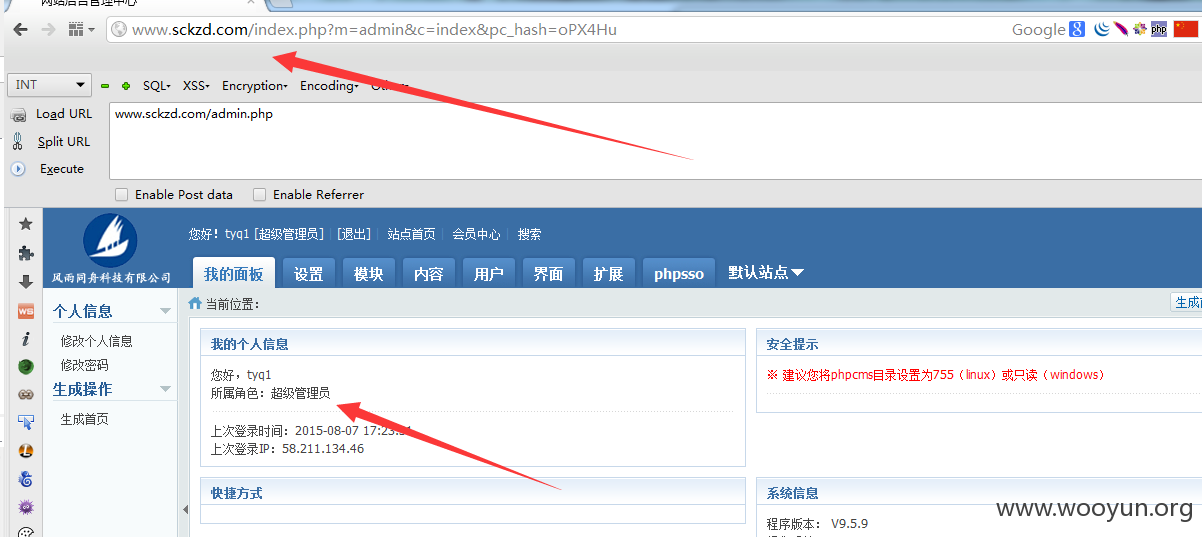 网站后台管理中心
www.sckzd.com/index.php?m=admin&c=index&pc_hash=oPX4Hu
Google
php
INT
SQL XSS Encryption Encoding
Load URL
www.sckzd.com/admin.php
Split URL
Execute
Enable Post data Enable Referrer
风雨同舟科技有限公司
您好！tyq1 [超级管理员] [退出] 站点首页 会员中心 搜索
我的面板 设置 模块 内容 用户 界面 扩展 phpsso 默认站点
个人信息
修改个人信息
修改密码
生成操作
生成首页
当前位置：
生成
我的个人信息
您好，tyq1
所属角色：超级管理员
上次登录时间：2015-08-07 17:23:
上次登录IP：58.211.134.46
快捷方式
安全提示
※ 建议您将phpcms目录设置为755（linux）或只读（windows）
系统信息
程序版本： V9.5.9
www.wooyun.org
WB